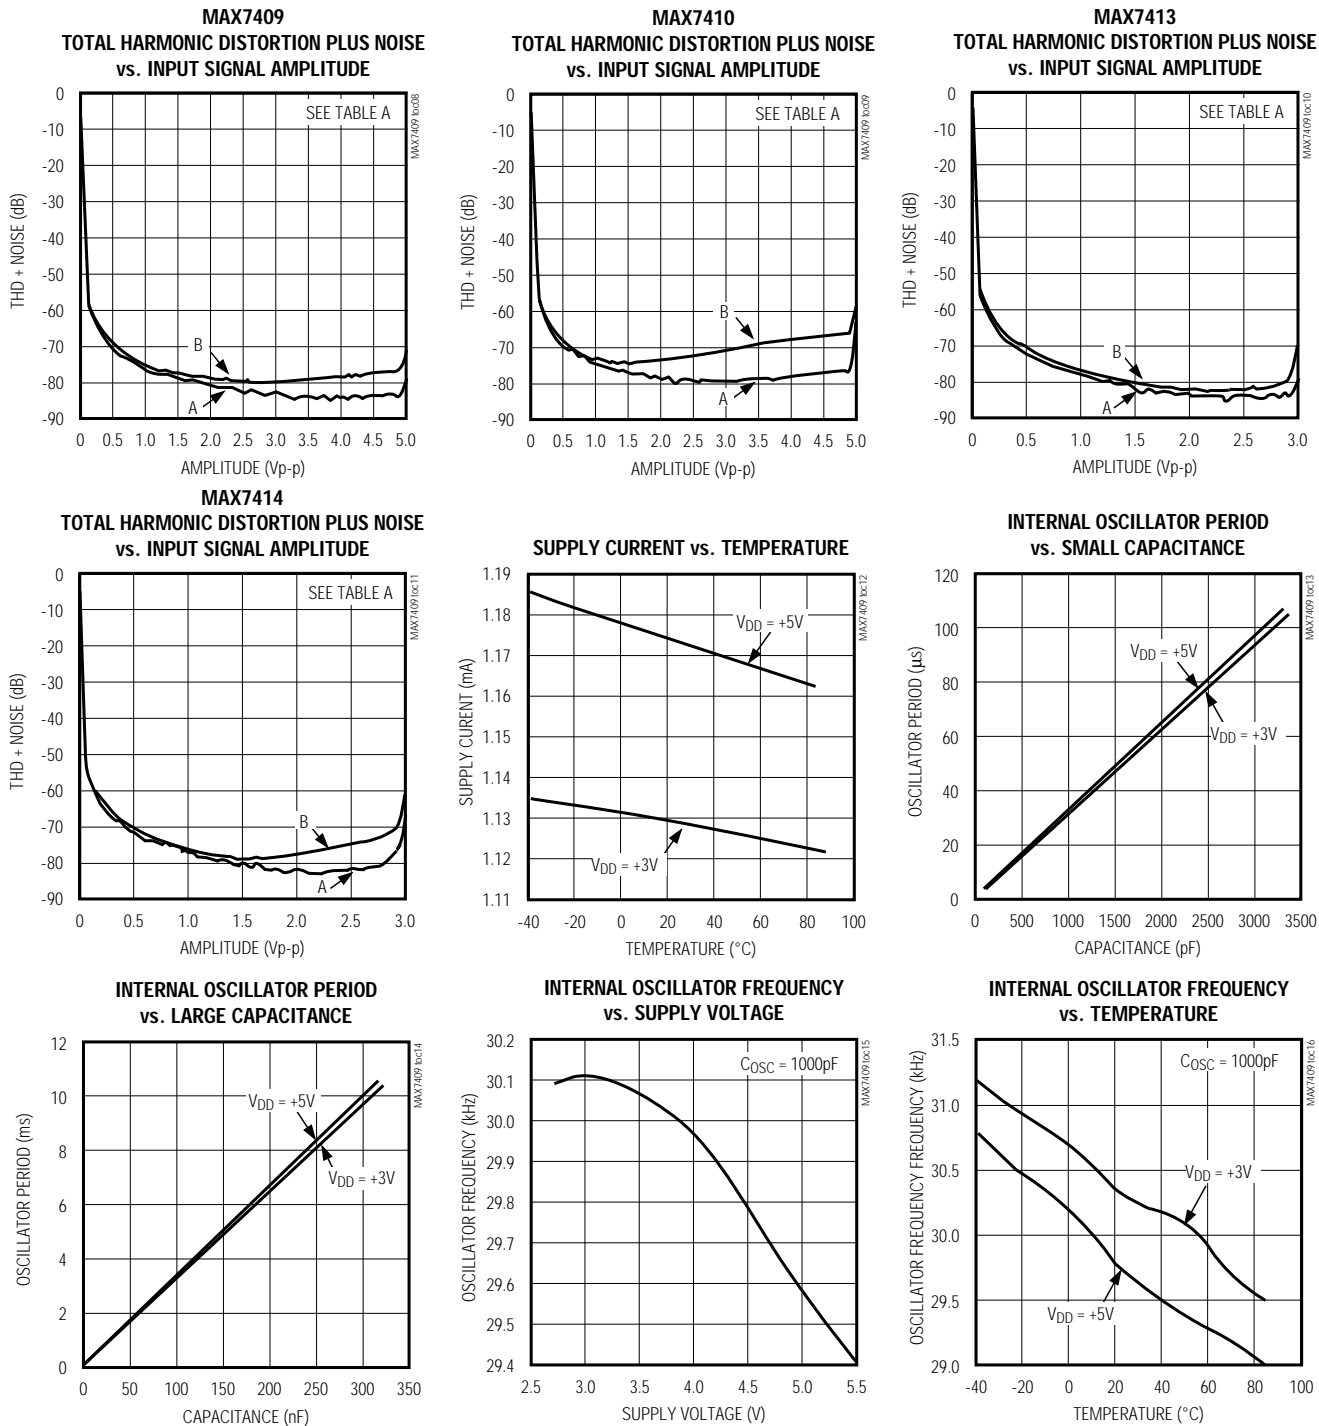 MAX7409
TOTAL HARMONIC DISTORTION PLUS NOISE
vs. INPUT SIGNAL AMPLITUDE
0
-10
-20
-30
-40
-50
-60
-70
-80
-90
THD + NOISE (dB)
SEE TABLE A
B
A
MAX7409 toc08
0 0.5 1.0 1.5 2.0 2.5 3.0 3.5 4.0 4.5 5.0
AMPLITUDE (Vp-p)
MAX7410
TOTAL HARMONIC DISTORTION PLUS NOISE
vs. INPUT SIGNAL AMPLITUDE
0
-10
-20
-30
-40
-50
-60
-70
-80
-90
THD + NOISE (dB)
SEE TABLE A
B
A
MAX7409 toc09
0 0.5 1.0 1.5 2.0 2.5 3.0 3.5 4.0 4.5 5.0
AMPLITUDE (Vp-p)
MAX7413
TOTAL HARMONIC DISTORTION PLUS NOISE
vs. INPUT SIGNAL AMPLITUDE
0
-10
-20
-30
-40
-50
-60
-70
-80
-90
THD + NOISE (dB)
SEE TABLE A
B
A
MAX7409 toc10
0 0.5 1.0 1.5 2.0 2.5 3.0
AMPLITUDE (Vp-p)
MAX7414
TOTAL HARMONIC DISTORTION PLUS NOISE
vs. INPUT SIGNAL AMPLITUDE
0
-10
-20
-30
-40
-50
-60
-70
-80
-90
THD + NOISE (dB)
SEE TABLE A
B
A
MAX7409 toc11
0 0.5 1.0 1.5 2.0 2.5 3.0
AMPLITUDE (Vp-p)
SUPPLY CURRENT vs. TEMPERATURE
1.19
1.18
1.17
1.16
1.15
1.14
1.13
1.12
1.11
SUPPLY CURENT (mA)
VDD = +5V
VDD = +3V
MAX7409 toc12
-40 -20 0 20 40 60 80 100
TEMPERATURE (°C)
INTERNAL OSCILLATOR PERIOD
vs. SMALL CAPACITANCE
120
100
80
60
40
20
0
OSCILLATOR PERIOD (µs)
VDD = +5V
VDD = +3V
MAX7409 toc13
0 500 1000 1500 2000 2500 3000 3500
CAPACITANCE (pF)
INTERNAL OSCILLATOR PERIOD
vs. LARGE CAPACITANCE
12
10
8
6
4
2
0
OSCILLATOR PERIOD (ms)
VDD = +5V
VDD = +3V
MAX7409 toc14
0 50 100 150 200 250 300 350
CAPACITANCE (nF)
INTERNAL OSCILLATOR FREQUENCY
vs. SUPPLY VOLTAGE
30.2
30.1
30.0
29.9
29.8
29.7
29.6
29.5
29.4
OSCILLATOR FREQUENCY (kHz)
COSC = 1000pF
MAX7409 toc15
2.5 3.0 3.5 4.0 4.5 5.0 5.5
SUPPLY VOLTAGE (V)
INTERNAL OSCILLATOR FREQUENCY
vs. TEMPERATURE
31.5
31.0
30.5
30.0
29.5
29.0
OSCILLATOR FREQUENCY FREQUENCY (kHz)
COSC = 1000pF
VDD = +3V
VDD = +5V
MAX7409 toc16
-40 -20 0 20 40 60 80 100
TEMPERATURE (°C)